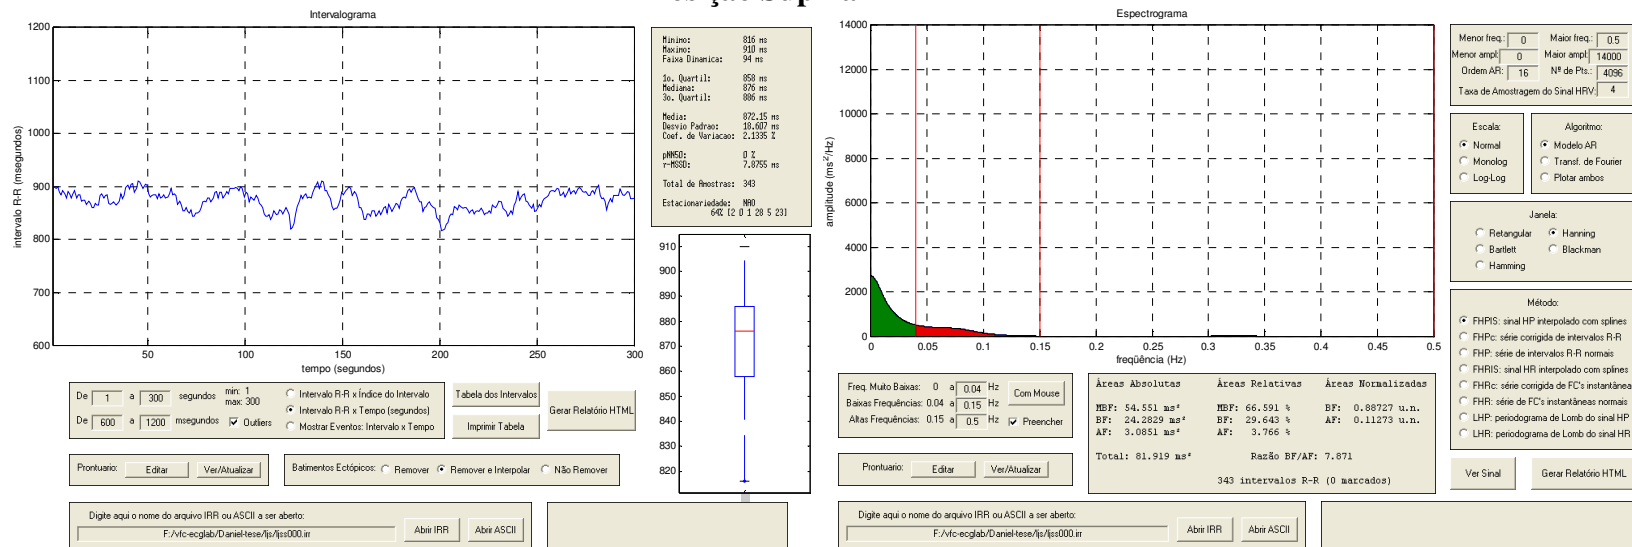 Intervalograma
1200
1100
1000
900
800
700
600
50
100
150
200
250
300
intervalo R-R (msegundos)
tempo (segundos)
Minimo: 816 ms
Maximo: 910 ms
Faixa Dinamica: 94 ms
1o. Quartil: 858 ms
Mediana: 876 ms
3o. Quartil: 886 ms
Media: 872.15 ms
Desvio Padrao: 18.607 ms
Coef. de Variacao: 2.1335 %
pNN50: 0 %
r-MSSD: 7.8755 ms
Total de Amostras: 343
Estacionariedade: NAO
64% [2 0 1 28 5 23]
910
900
890
880
870
860
850
840
830
820
De 1 a 300 segundos
min: 1
max: 300
De 600 a 1200 msegundos Outliers
Intervalo R-R x Índice do Intervalo
Intervalo R-R x Tempo (segundos)
Mostrar Eventos: Intervalo x Tempo
Tabela dos Intervalos
Imprimir Tabela
Gerar Relatório HTML
Prontuario: Editar Ver/Atualizar
Batimentos Ectópicos: Remover Remover e Interpolar Não Remover
Digite aqui o nome do arquivo IRR ou ASCII a ser aberto:
F:/vfc-ecglab/Daniel-tese/ljs/ljss000.irr
Abrir IRR
Abrir ASCII
Espectrograma
14000
12000
10000
8000
6000
4000
2000
0
0
0.05
0.1
0.15
0.2
0.25
0.3
0.35
0.4
0.45
0.5
amplitude (ms²/Hz)
freqüência (Hz)
Menor freq.: 0 Maior freq.: 0.5
Menor ampl: 0 Maior ampl: 14000
Ordem AR: 16 Nº de Pts.: 4096
Taxa de Amostragem do Sinal HRV: 4
Escala:
Normal
Monolog
Log-Log
Algoritmo:
Modelo AR
Transf. de Fourier
Plotar ambos
Janela:
Retangular Hanning
Bartlett Blackman
Hamming
Método:
FHPIS: sinal HP interpolado com splines
FHPc: série corrigida de intervalos R-R
FHP: série de intervalos R-R normais
FHRIS: sinal HR interpolado com splines
FHRc: série corrigida de FC's instantânea
FHR: série de FC's instantâneas normais
LHP: periodograma de Lomb do sinal HP
LHR: periodograma de Lomb do sinal HR
Freq. Muito Baixas: 0 a 0.04 Hz
Baixas Frequências: 0.04 a 0.15 Hz
Altas Frequências: 0.15 a 0.5 Hz
Com Mouse
Preencher
Áreas Absolutas Áreas Relativas Áreas Normalizadas
MBF: 54.551 ms² MBF: 66.591 % BF: 0.88727 u.n.
BF: 24.2829 ms² BF: 29.643 % AF: 0.11273 u.n.
AF: 3.0851 ms² AF: 3.766 %
Total: 81.919 ms² Razão BF/AF: 7.871
343 intervalos R-R (0 marcados)
Prontuario: Editar Ver/Atualizar
Ver Sinal
Gerar Relatório HTML
Digite aqui o nome do arquivo IRR ou ASCII a ser aberto:
F:/vfc-ecglab/Daniel-tese/ljs/ljss000.irr
Abrir IRR
Abrir ASCII